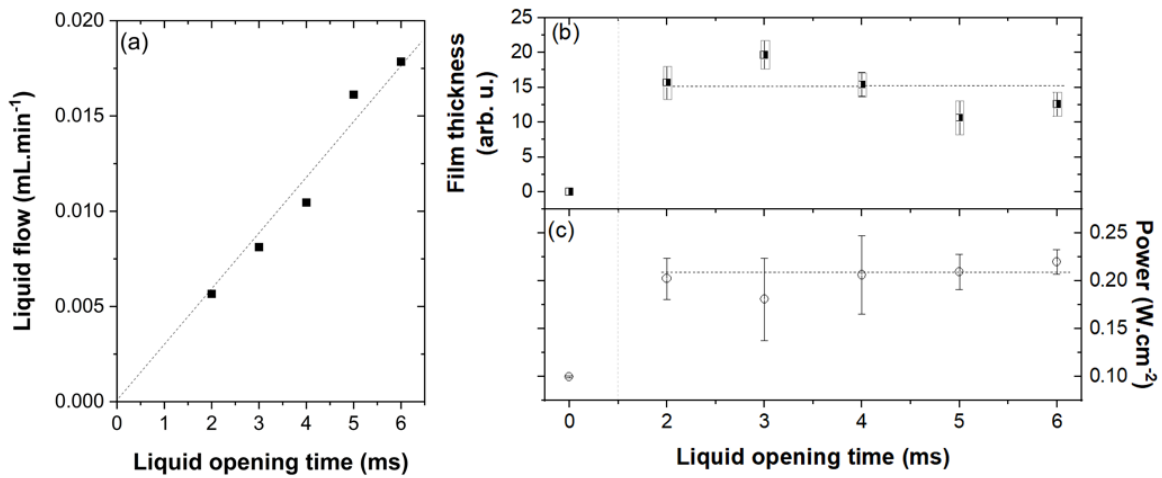 (a)
0.020
0.015
0.010
0.005
0.000
Liquid flow (mL.min⁻¹)
0 1 2 3 4 5 6
Liquid opening time (ms)
(b)
25
20
15
10
5
0
Film thickness
(arb. u.)
(c)
0.25
0.20
0.15
0.10
Power (W.cm⁻²)
0 2 3 4 5 6
Liquid opening time (ms)